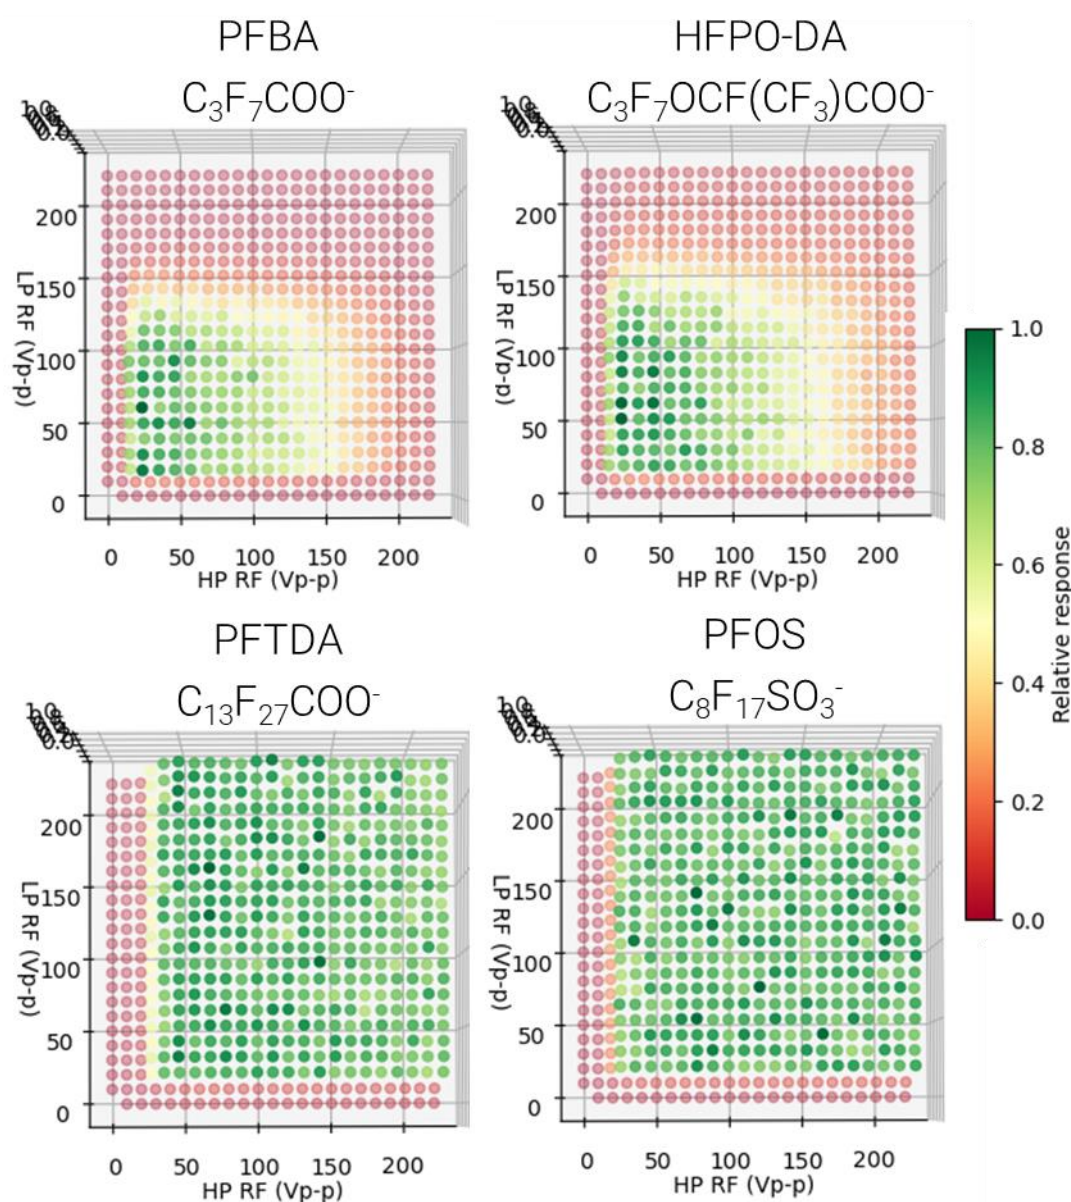 PFBA
C₃F₇COO⁻
200
150
100
50
0
LP RF (Vp-p)
0 50 100 150 200
HP RF (Vp-p)
HFPO-DA
C₃F₇OCF(CF₃)COO⁻
200
150
100
50
0
LP RF (Vp-p)
0 50 100 150 200
HP RF (Vp-p)
PFTDA
C₁₃F₂₇COO⁻
200
150
100
50
0
LP RF (Vp-p)
0 50 100 150 200
HP RF (Vp-p)
PFOS
C₈F₁₇SO₃⁻
200
150
100
50
0
LP RF (Vp-p)
0 50 100 150 200
HP RF (Vp-p)
1.0
0.8
0.6
0.4
0.2
0.0
Relative response